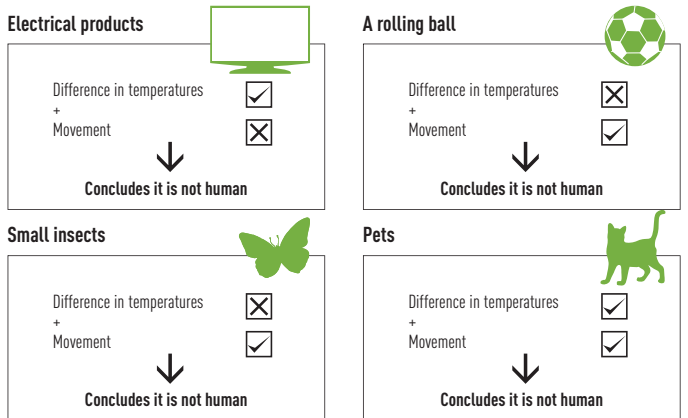 Electrical products
Difference in temperatures
+
Movement
Concludes it is not human
A rolling ball
Difference in temperatures
+
Movement
Concludes it is not human
Small insects
Difference in temperatures
+
Movement
Concludes it is not human
Pets
Difference in temperatures
+
Movement
Concludes it is not human